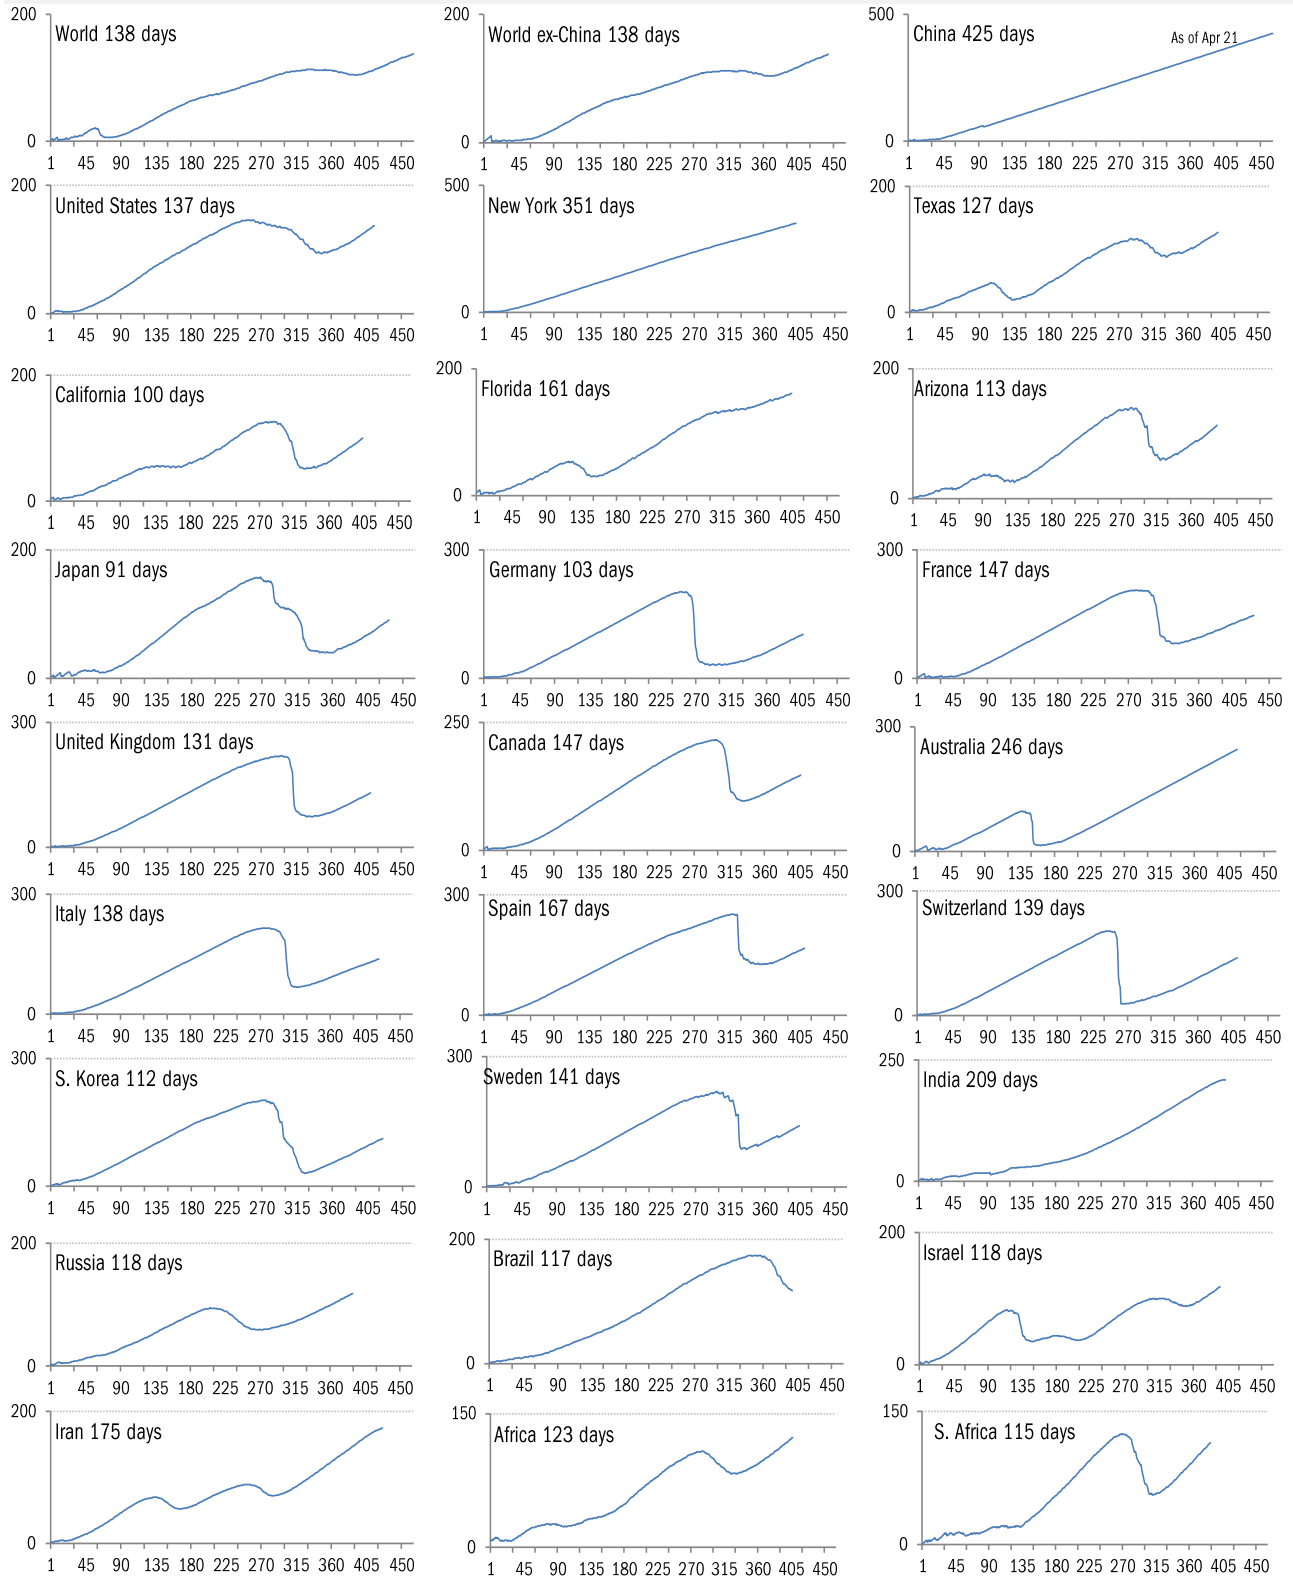 200
World 138 days
0
1 45 90 135 180 225 270 315 360 405 450
200
World ex-China 138 days
0
1 45 90 135 180 225 270 315 360 405 450
500
China 425 days
As of Apr 21
0
1 45 90 135 180 225 270 315 360 405 450
200
United States 137 days
0
1 45 90 135 180 225 270 315 360 405 450
500
New York 351 days
0
1 45 90 135 180 225 270 315 360 405 450
200
Texas 127 days
0
1 45 90 135 180 225 270 315 360 405 450
200
California 100 days
0
1 45 90 135 180 225 270 315 360 405 450
200
Florida 161 days
0
1 45 90 135 180 225 270 315 360 405 450
200
Arizona 113 days
0
1 45 90 135 180 225 270 315 360 405 450
200
Japan 91 days
0
1 45 90 135 180 225 270 315 360 405 450
300
Germany 103 days
0
1 45 90 135 180 225 270 315 360 405 450
300
France 147 days
0
1 45 90 135 180 225 270 315 360 405 450
300
United Kingdom 131 days
0
1 45 90 135 180 225 270 315 360 405 450
250
Canada 147 days
0
1 45 90 135 180 225 270 315 360 405 450
300
Australia 246 days
0
1 45 90 135 180 225 270 315 360 405 450
300
Italy 138 days
0
1 45 90 135 180 225 270 315 360 405 450
300
Spain 167 days
0
1 45 90 135 180 225 270 315 360 405 450
300
Switzerland 139 days
0
1 45 90 135 180 225 270 315 360 405 450
300
S. Korea 112 days
0
1 45 90 135 180 225 270 315 360 405 450
300
Sweden 141 days
0
1 45 90 135 180 225 270 315 360 405 450
250
India 209 days
0
1 45 90 135 180 225 270 315 360 405 450
200
Russia 118 days
0
1 45 90 135 180 225 270 315 360 405 450
200
Brazil 117 days
0
1 45 90 135 180 225 270 315 360 405 450
200
Israel 118 days
0
1 45 90 135 180 225 270 315 360 405 450
200
Iran 175 days
0
1 45 90 135 180 225 270 315 360 405 450
150
Africa 123 days
0
1 45 90 135 180 225 270 315 360 405 450
150
S. Africa 115 days
0
1 45 90 135 180 225 270 315 360 405 450